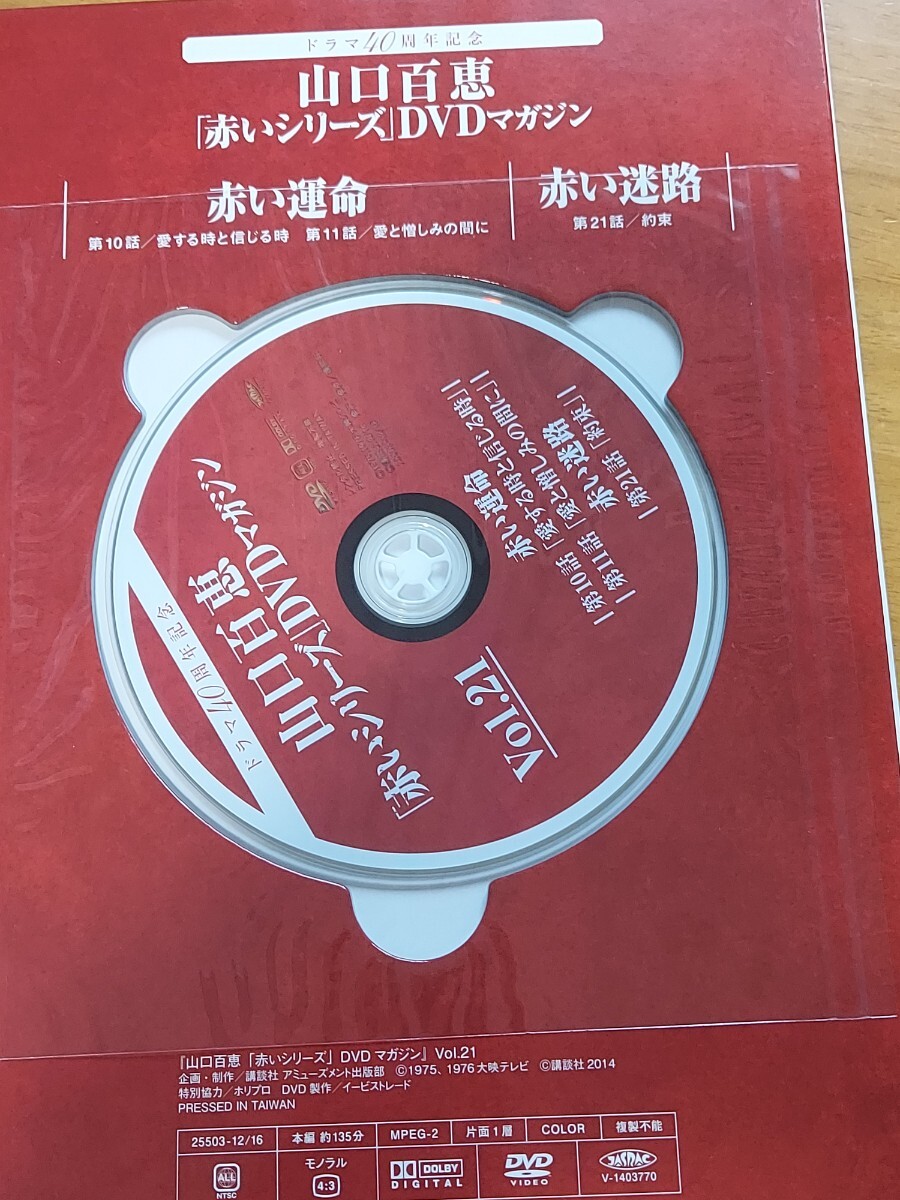 ドラマ40周年記念
山口百恵
「赤いシリーズ」DVDマガジン
赤い運命
第10話／愛する時と信じる時 第11話／愛と憎しみの間に
赤い迷路
第21話／約束
ドラマ40周年記念
山口百恵
「赤いシリーズ」DVDマガジン
Vol.21
赤い運命
第10話「愛する時と信じる時」
第11話「愛と憎しみの間に」
赤い迷路
第21話「約束」
『山口百恵「赤いシリーズ」DVDマガジン』Vol.21
企画・制作／講談社 アミューズメント出版部 ©1975、1976大映テレビ ©講談社2014
特別協力／ホリプロ DVD製作／イービストレード
PRESSED IN TAIWAN
25503-12/16 本編 約135分 MPEG-2 片面1層 COLOR 複製不能
ALL
NTSC
モノラル
4:3
DOLBY
DIGITAL
DVD
VIDEO
JASRAC
V-1403770